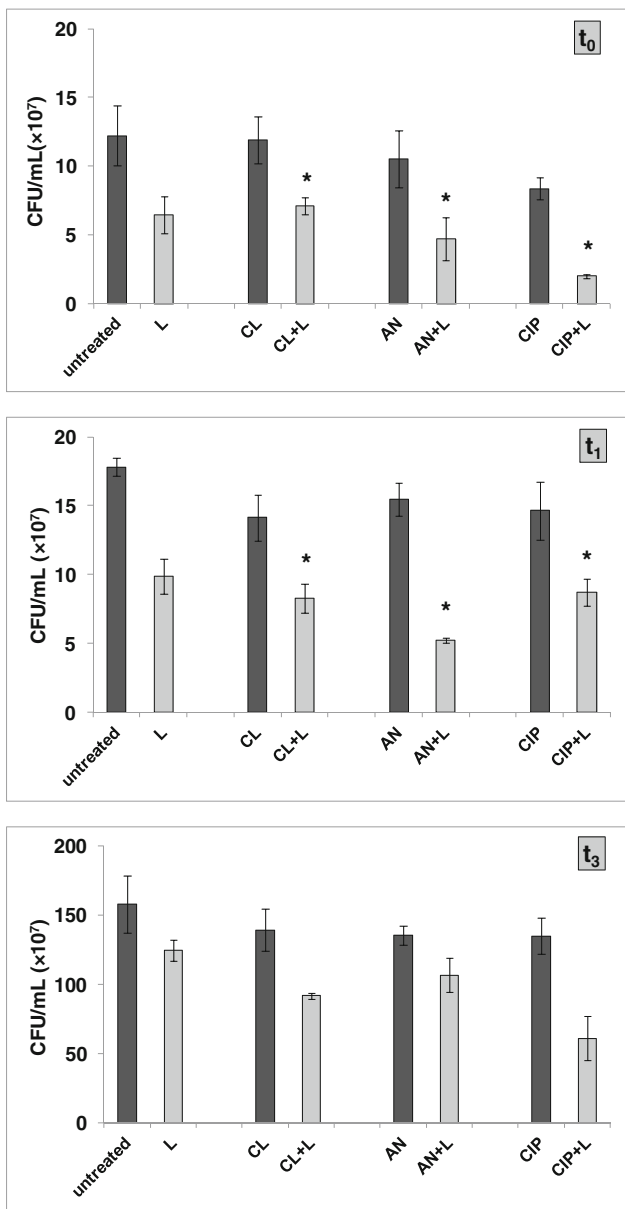 t₀
CFU/mL(×10⁷)
20
15
10
5
0
* * *
untreated L CL CL+L AN AN+L CIP CIP+L
t₁
CFU/mL (×10⁷)
20
15
10
5
0
* * *
untreated L CL CL+L AN AN+L CIP CIP+L
t₃
CFU/mL (×10⁷)
200
150
100
50
0
untreated L CL CL+L AN AN+L CIP CIP+L